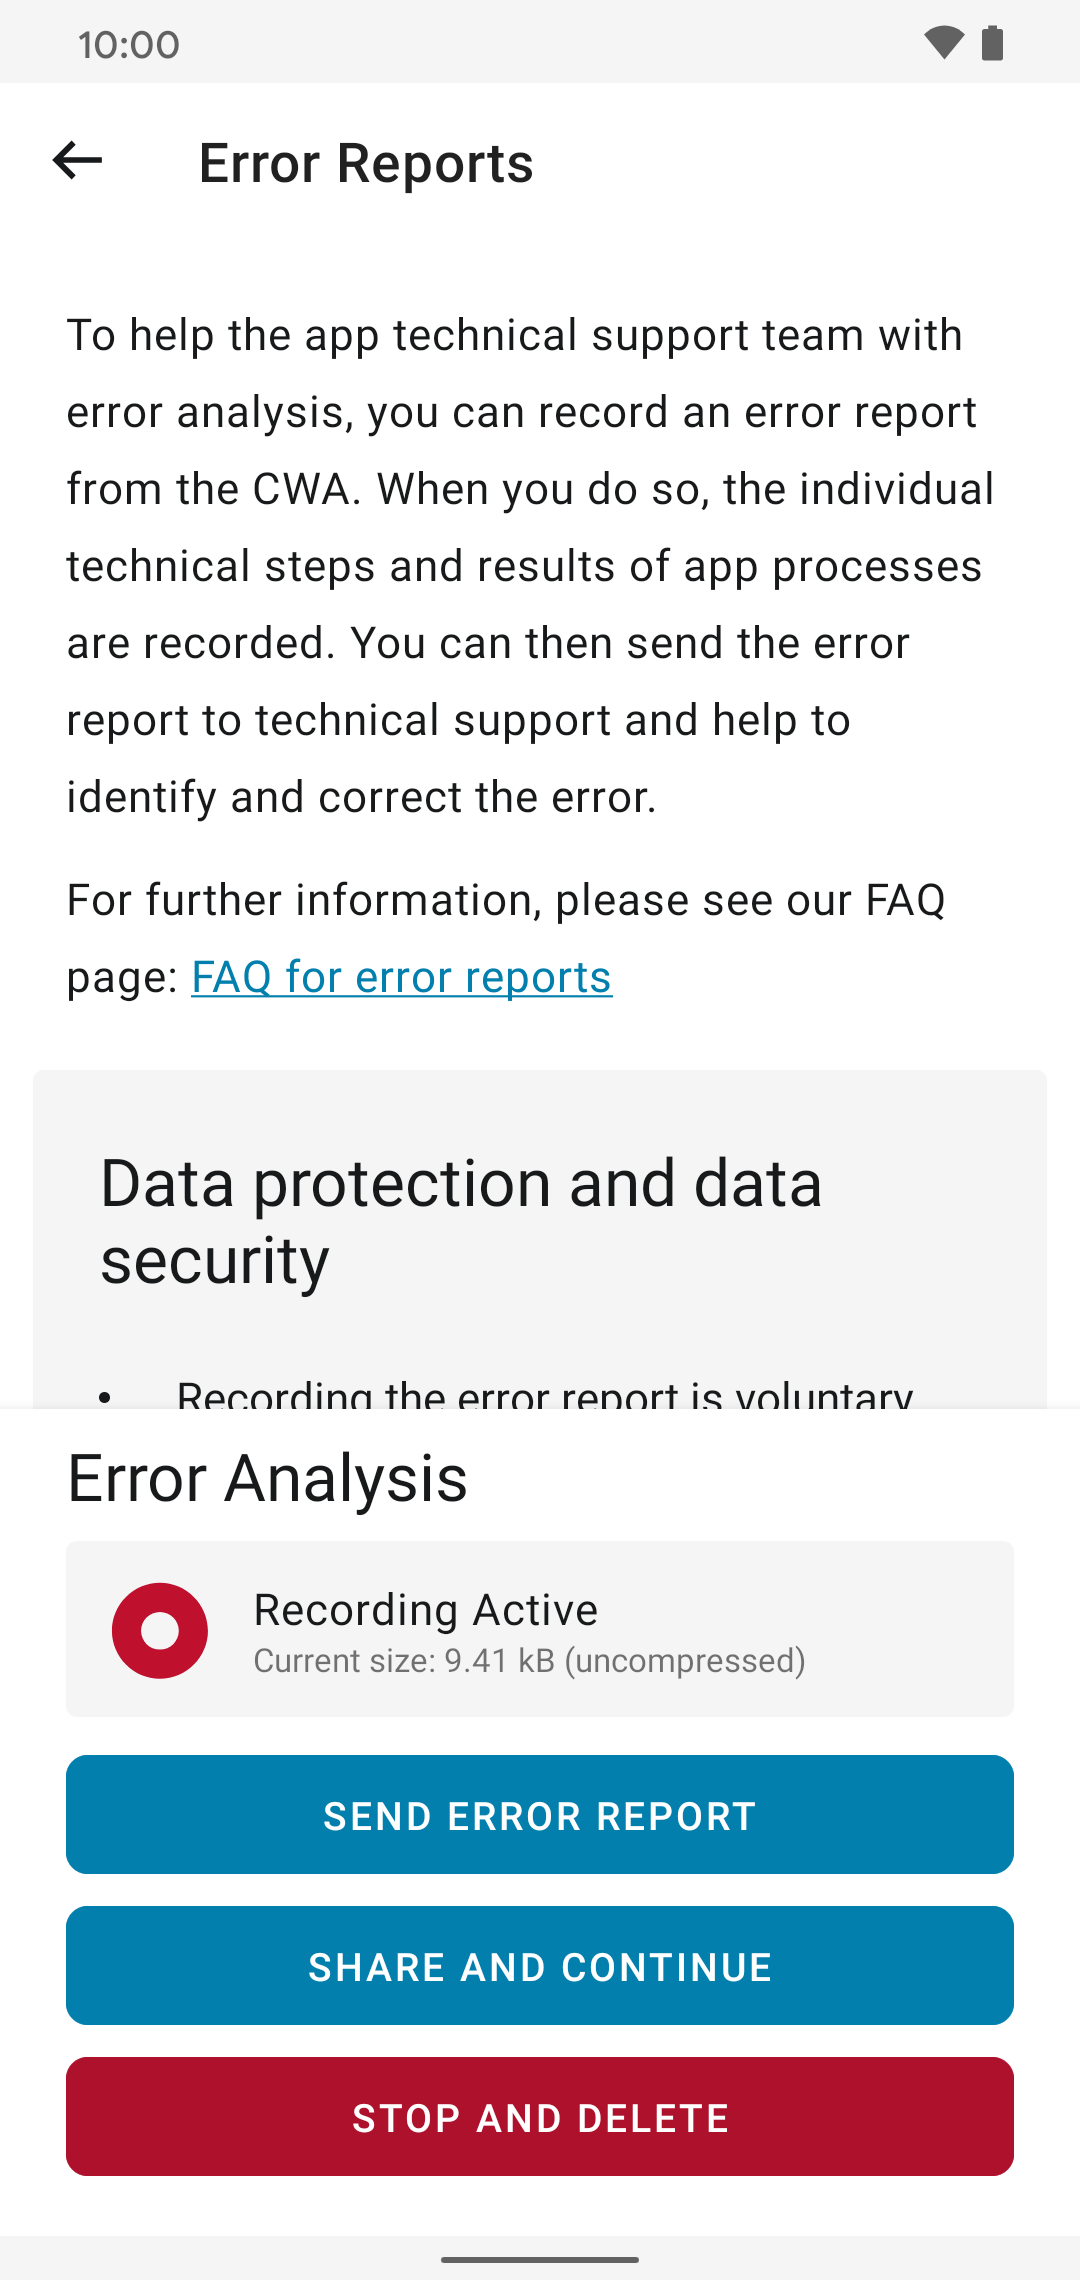 10:00
Error Reports
To help the app technical support team with
error analysis, you can record an error report
from the CWA. When you do so, the individual
technical steps and results of app processes
are recorded. You can then send the error
report to technical support and help to
identify and correct the error.
For further information, please see our FAQ
page: FAQ for error reports
Data protection and data
security
• Recording the error report is voluntary
Error Analysis
Recording Active
Current size: 9.41 kB (uncompressed)
SEND ERROR REPORT
SHARE AND CONTINUE
STOP AND DELETE